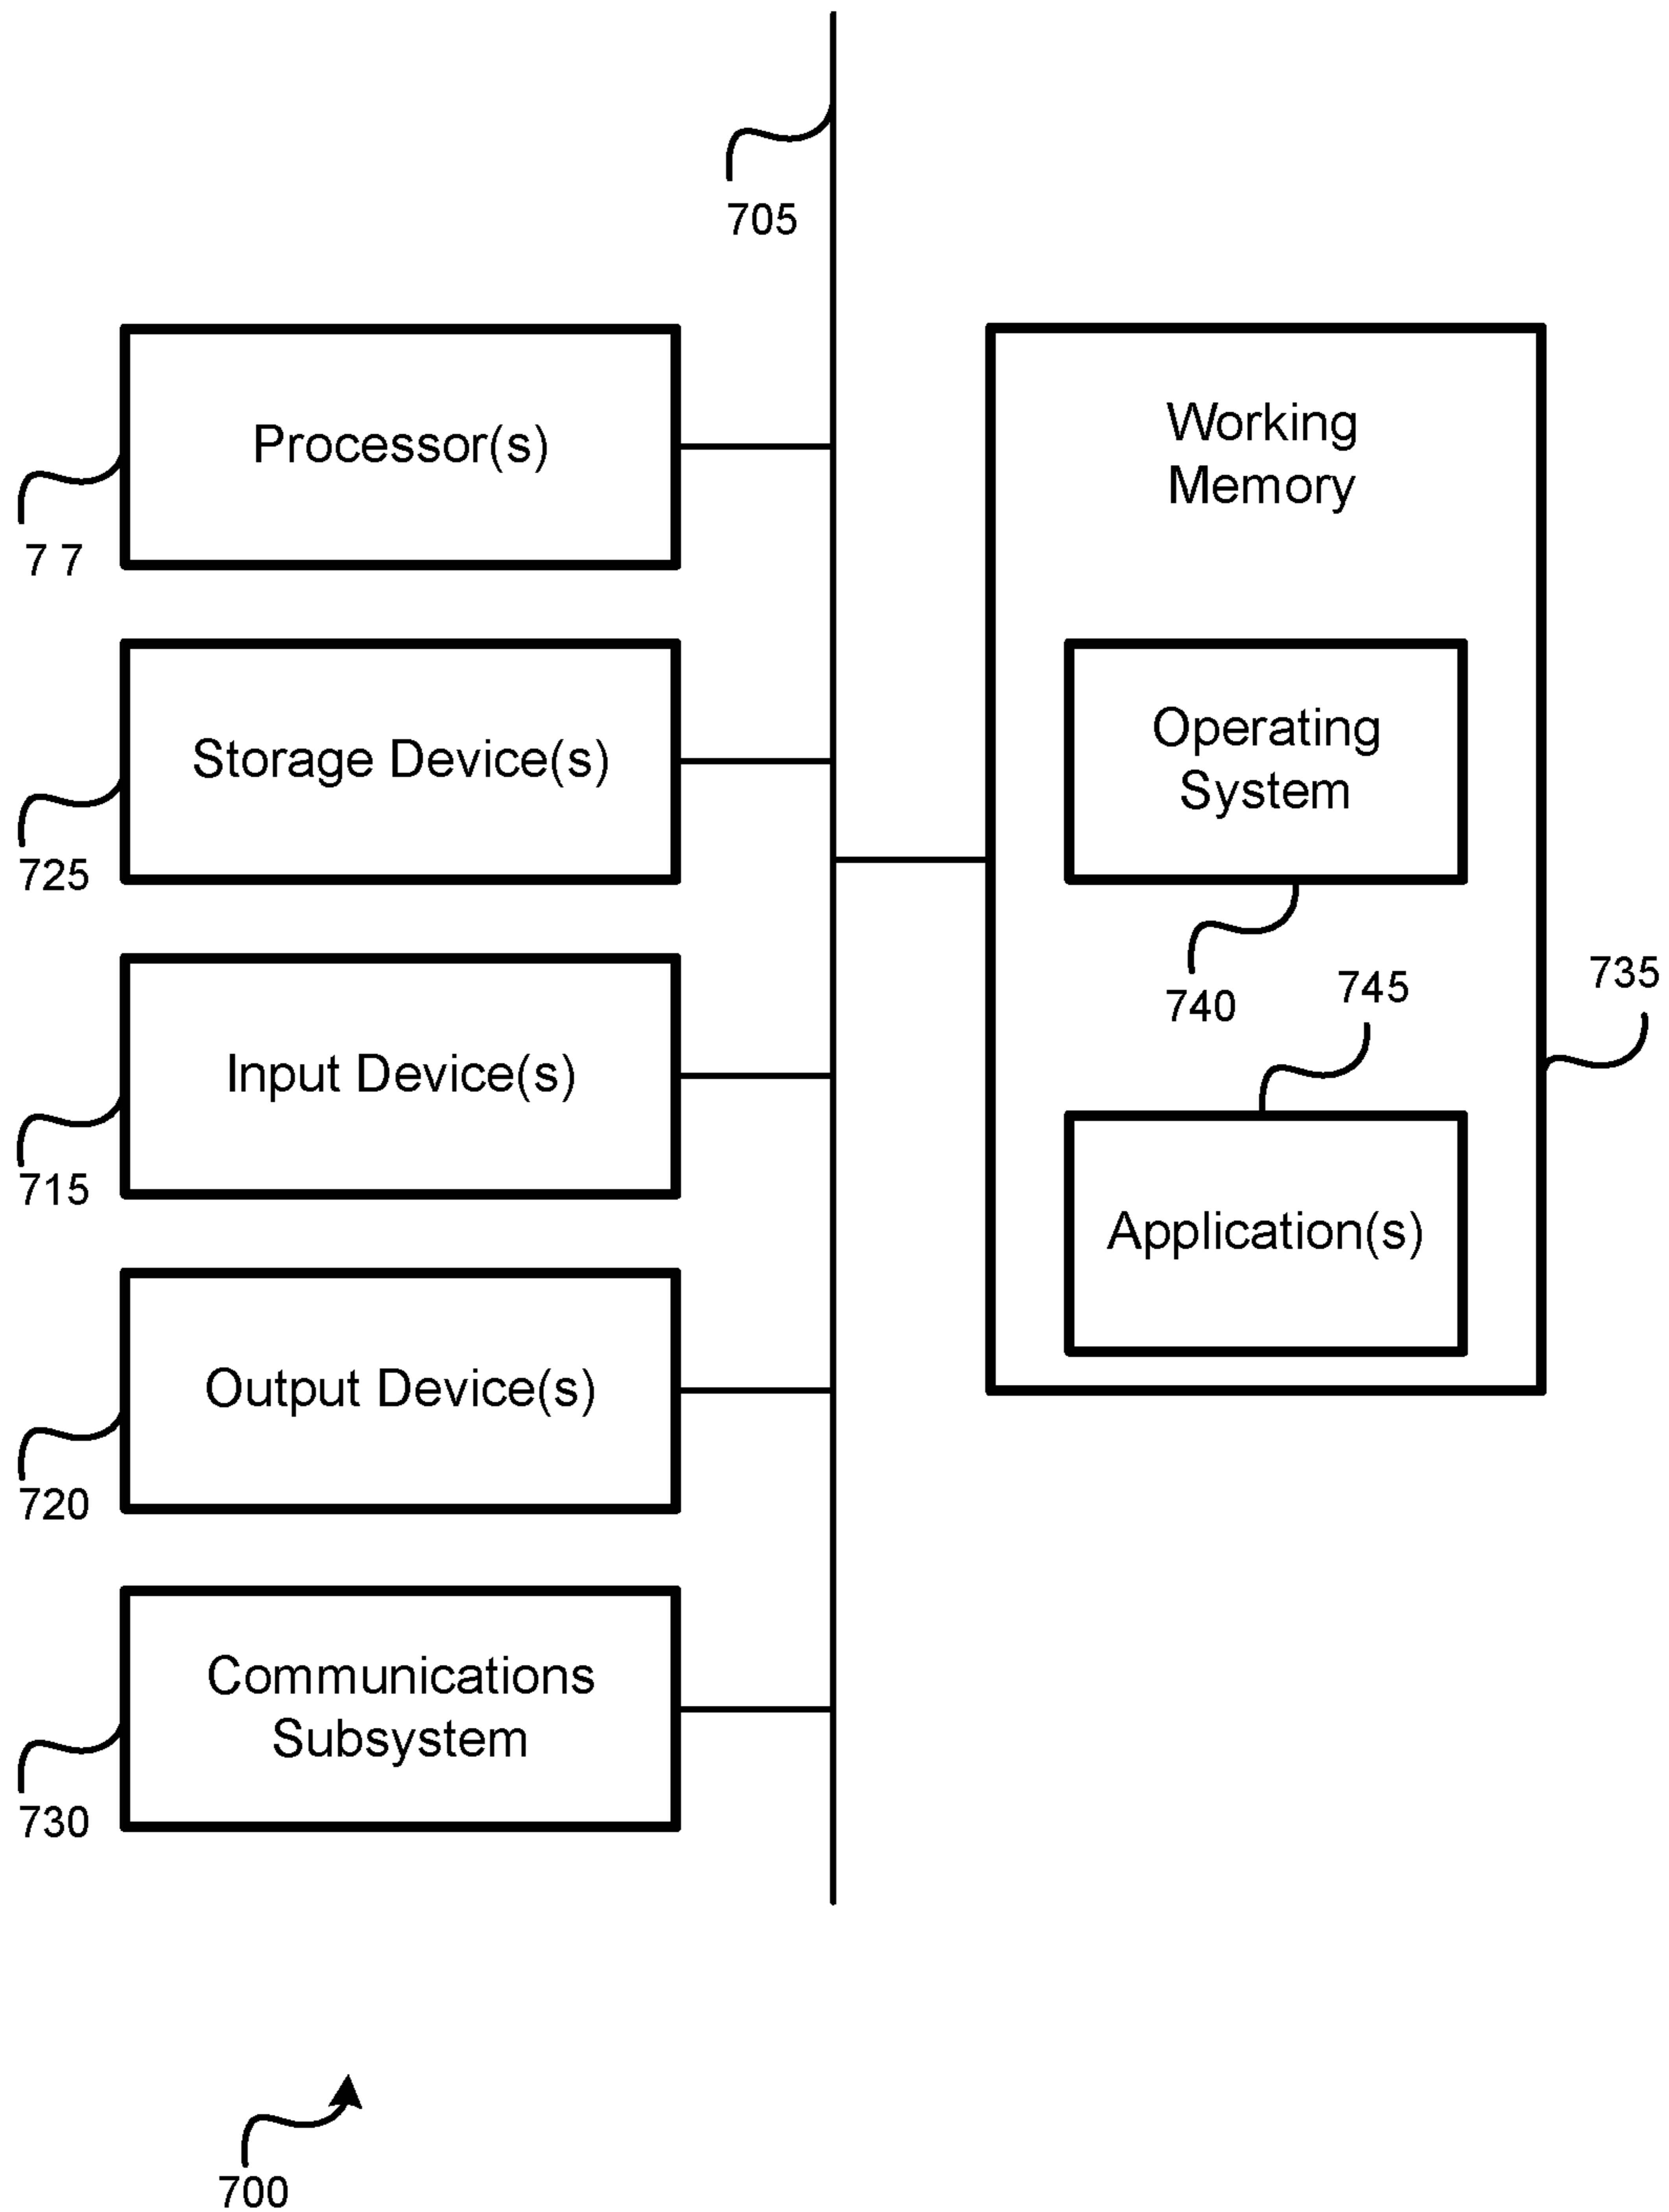 705
Processor(s)
7 7
Storage Device(s)
725
Input Device(s)
715
Output Device(s)
720
Communications
Subsystem
730
Working
Memory
Operating
System
740
745
735
Application(s)
700